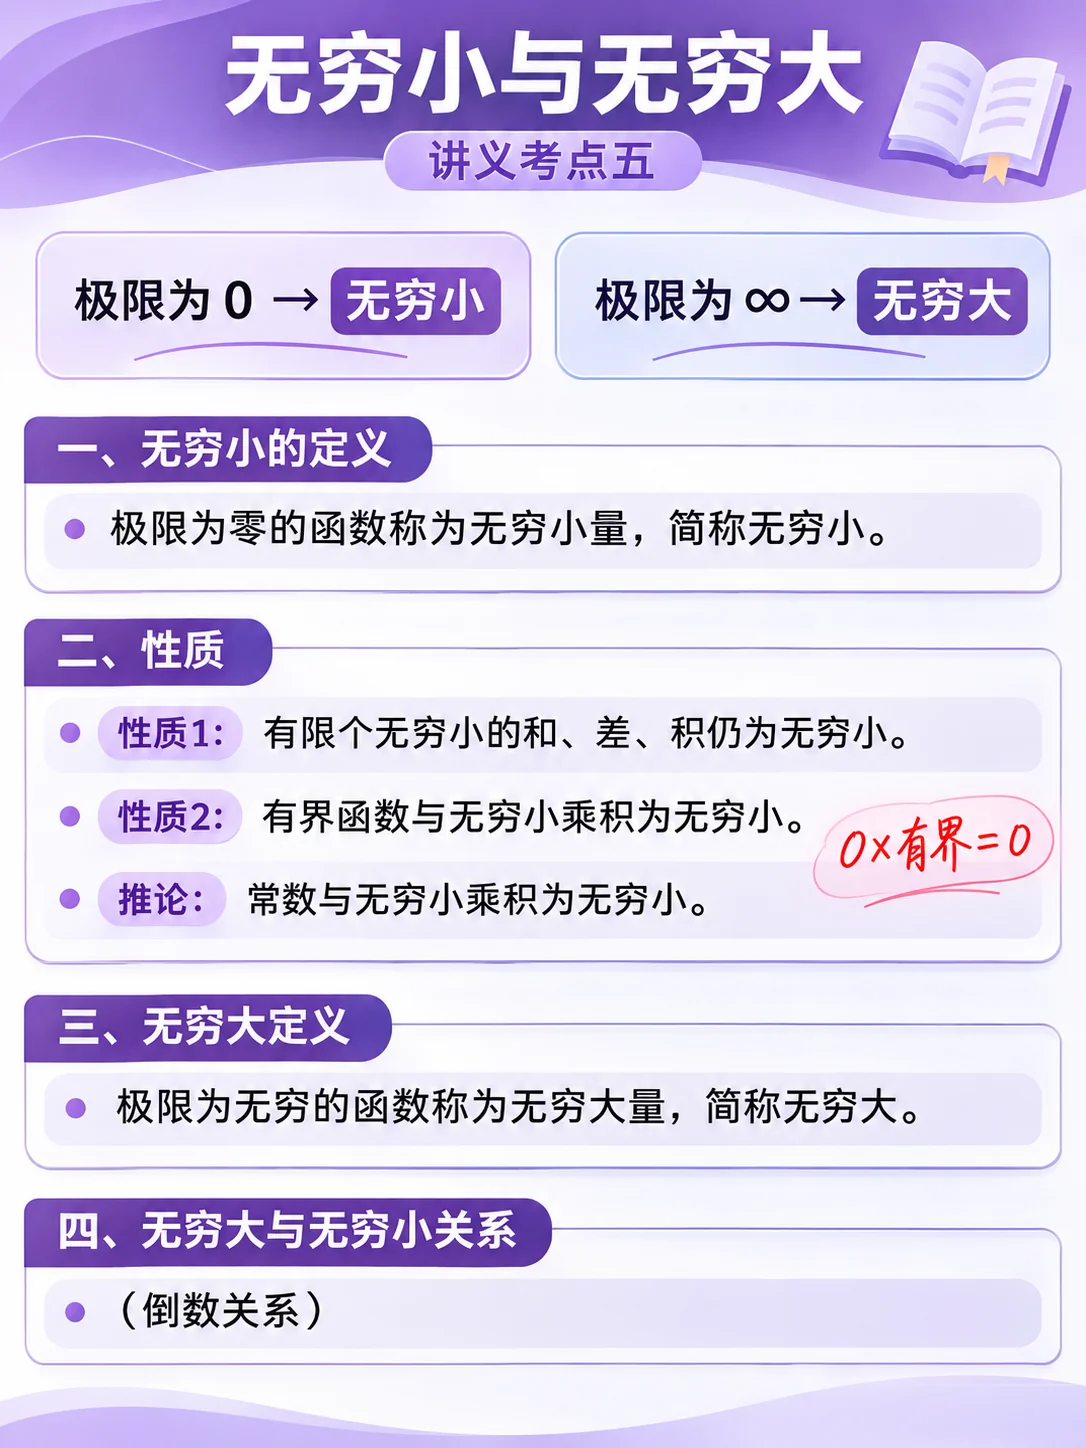 无穷小与无穷大
讲义考点五
极限为 0 → 无穷小
极限为 ∞ → 无穷大
一、无穷小的定义
极限为零的函数称为无穷小量，简称无穷小。
二、性质
性质1： 有限个无穷小的和、差、积仍为无穷小。
性质2： 有界函数与无穷小乘积为无穷小。
0×有界=0
推论： 常数与无穷小乘积为无穷小。
三、无穷大定义
极限为无穷的函数称为无穷大量，简称无穷大。
四、无穷大与无穷小关系
（倒数关系）